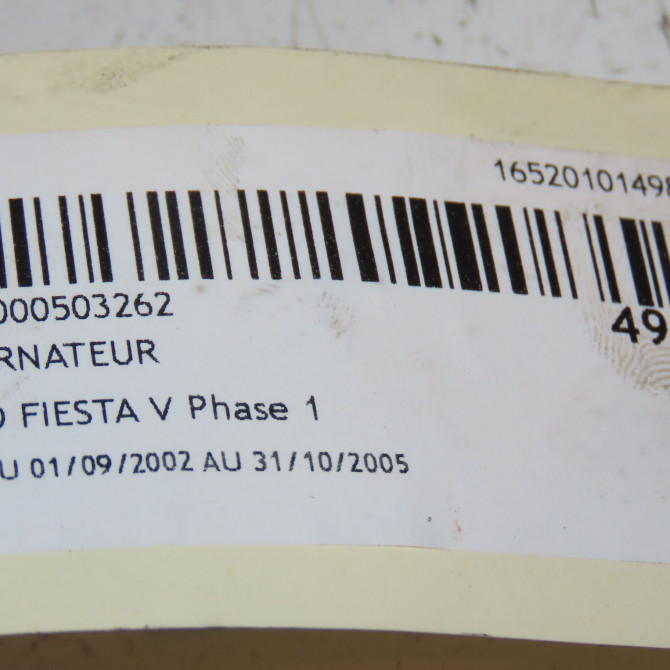 16520101498
000503262
49
RNATEUR
FIESTA V Phase 1
U 01/09/2002 AU 31/10/2005